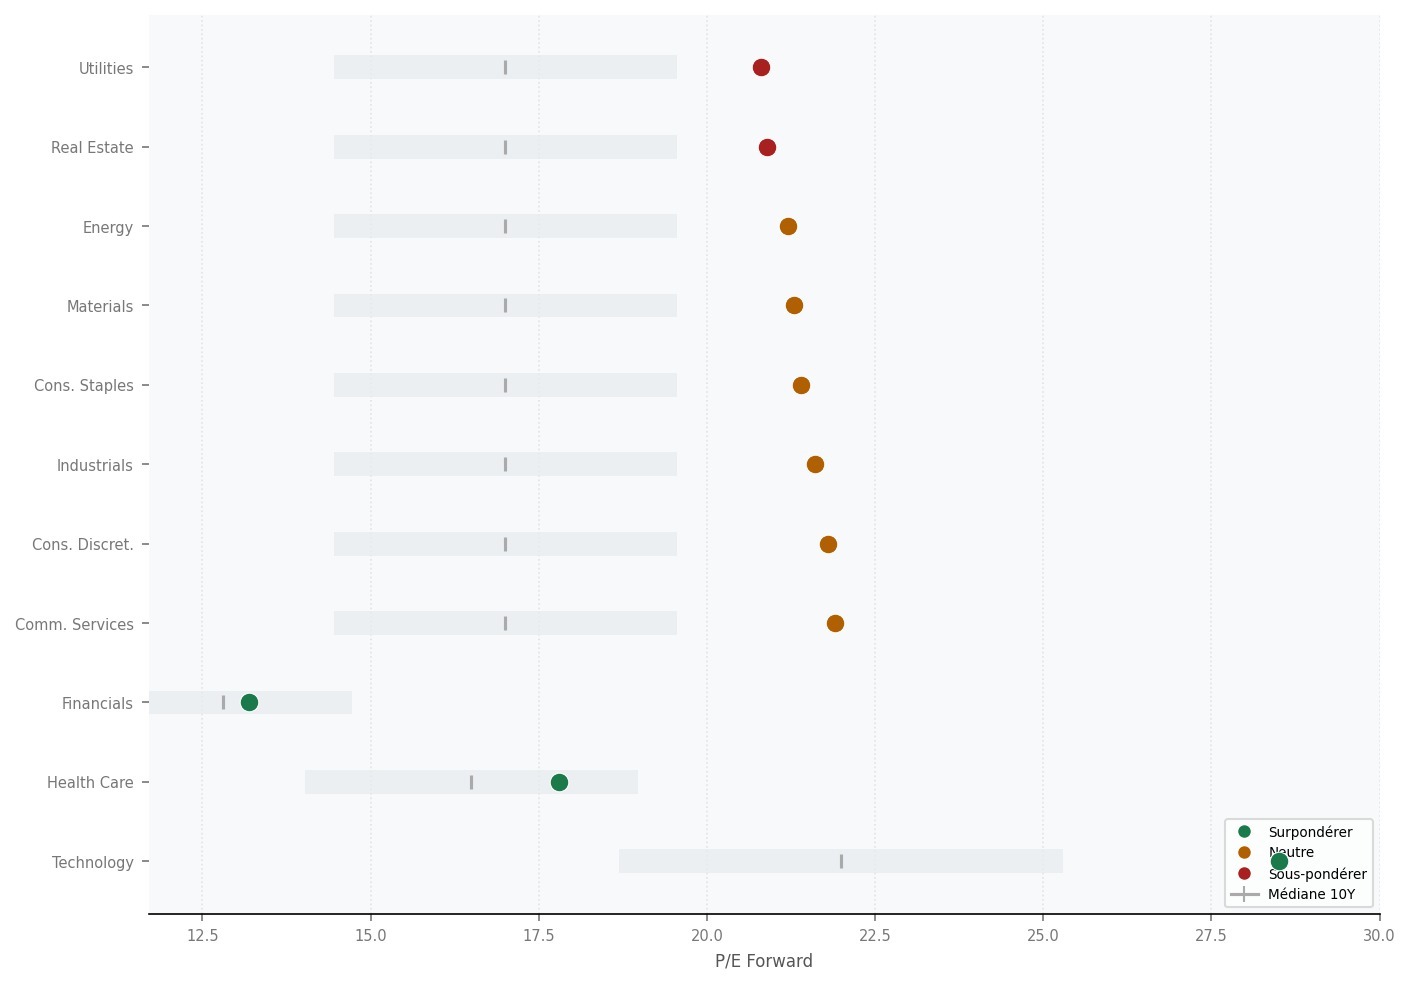 Utilities
Real Estate
Energy
Materials
Cons. Staples
Industrials
Cons. Discret.
Comm. Services
Financials
Health Care
Technology
Surpondérer
Neutre
Sous-pondérer
Médiane 10Y
12.5 15.0 17.5 20.0 22.5 25.0 27.5 30.0
P/E Forward